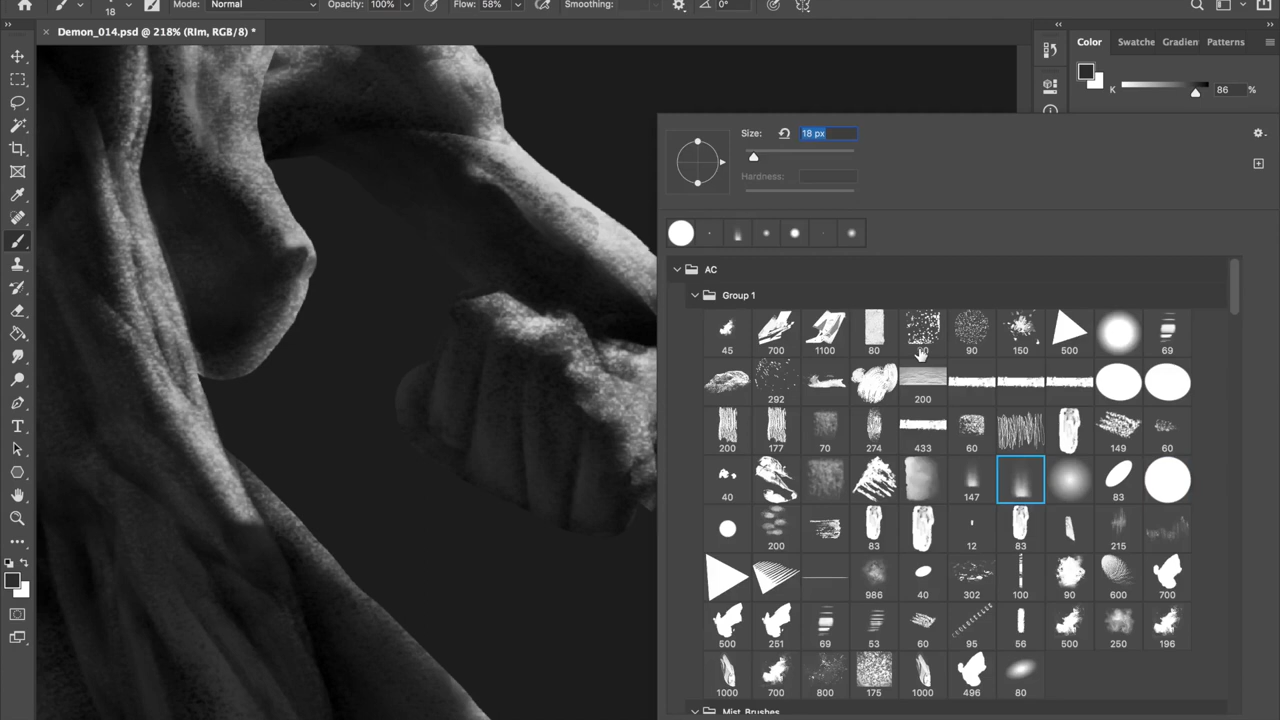 18
Mode:
Normal
Opacity: 100%
Flow: 58%
Smoothing:
0°
Demon_014.psd @ 218% (RIm, RGB/8) *
Color
Swatche
Gradien
Patterns
K
86
%
Size:
18 px
Hardness:
AC
Group 1
45 700 1100 80 90 150 500 69
292 200
200 177 70 274 433 60 149 60
40 147 83
200 83 12 83 215
986 40 302 100 90 600 700
500 251 69 53 60 95 56 500 250 196
1000 700 800 175 1000 496 80
Mist Brushes